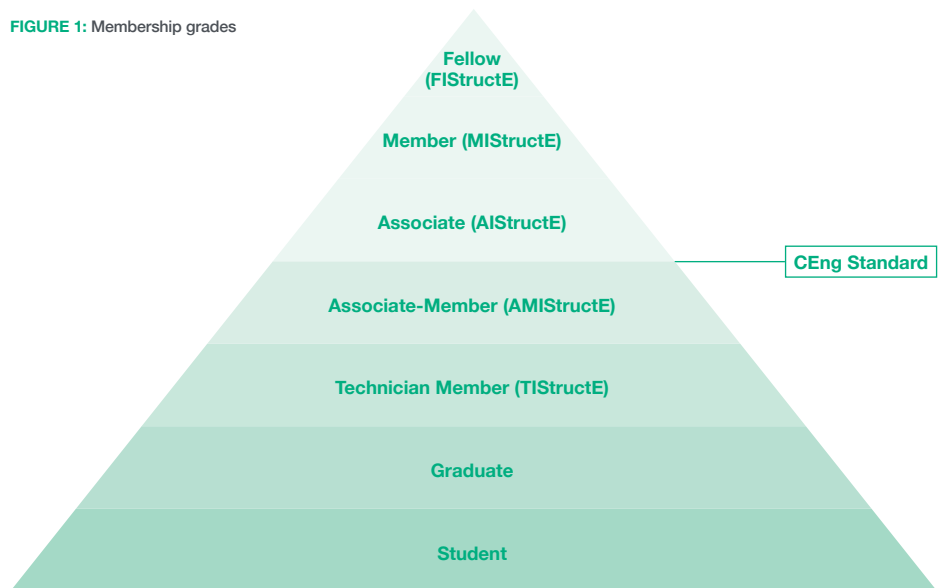 FIGURE 1: Membership grades
Fellow
(FIStructE)
Member (MIStructE)
Associate (AIStructE)
CEng Standard
Associate-Member (AMIStructE)
Technician Member (TIStructE)
Graduate
Student